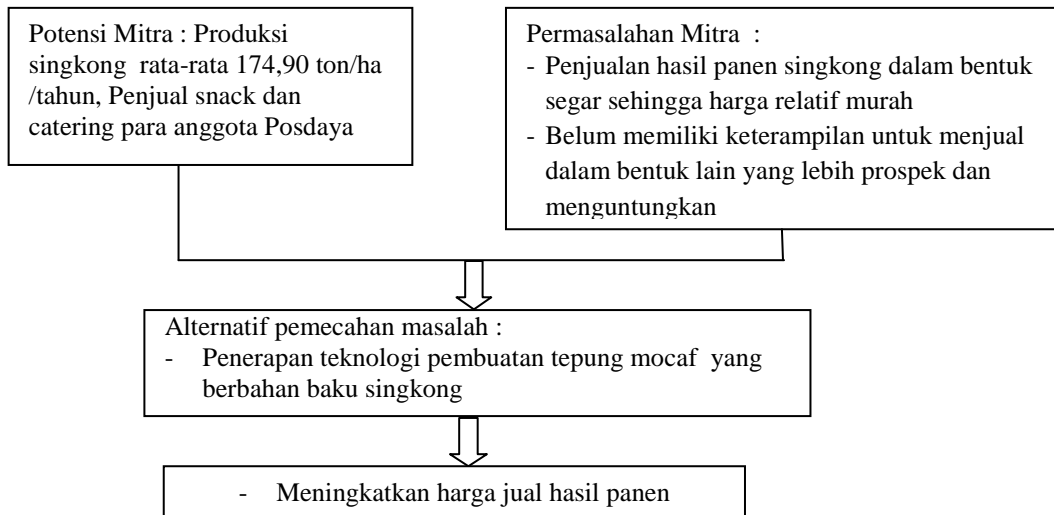 Potensi Mitra : Produksi
singkong rata-rata 174,90 ton/ha
/tahun, Penjual snack dan
catering para anggota Posdaya
Permasalahan Mitra :
- Penjualan hasil panen singkong dalam bentuk
segar sehingga harga relatif murah
- Belum memiliki keterampilan untuk menjual
dalam bentuk lain yang lebih prospek dan
menguntungkan
Alternatif pemecahan masalah :
- Penerapan teknologi pembuatan tepung mocaf yang
berbahan baku singkong
- Meningkatkan harga jual hasil panen